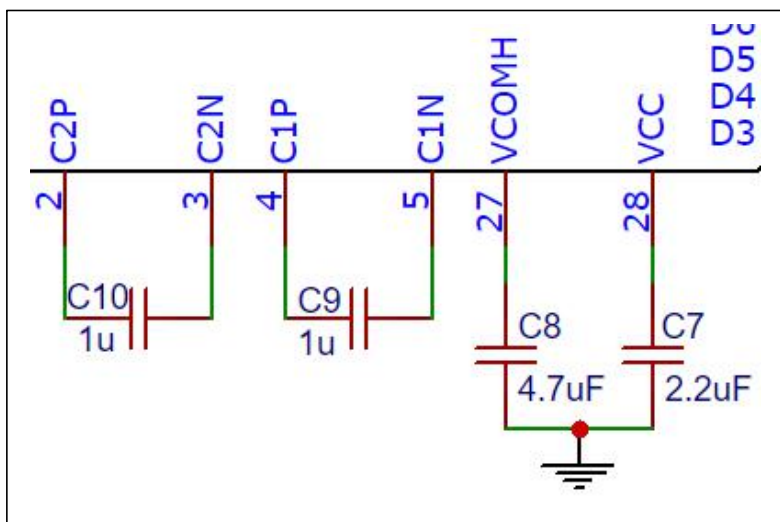 D5
D4
D3
C2P
C2N
C1P
C1N
VCOMH
VCC
2
3
4
5
27
28
C10
1u
C9
1u
C8
4.7uF
C7
2.2uF